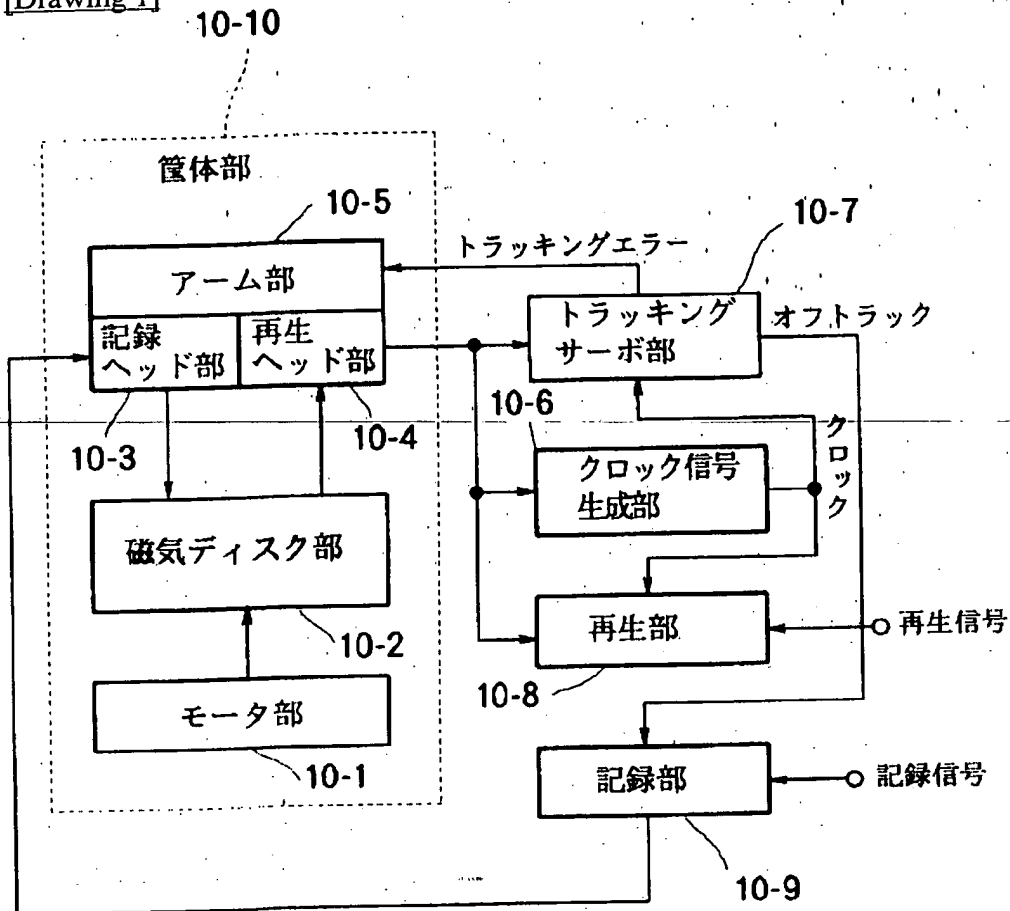 [Drawing 1]
10-10
筐体部
10-5
10-7
トラッキングエラー
アーム部
トラッキング
サーボ部
オフトラック
記録
ヘッド部
再生
ヘッド部
10-6
10-3
10-4
クロック
クロック信号
生成部
磁気ディスク部
再生部
再生信号
10-2
10-8
モータ部
10-1
記録部
記録信号
10-9